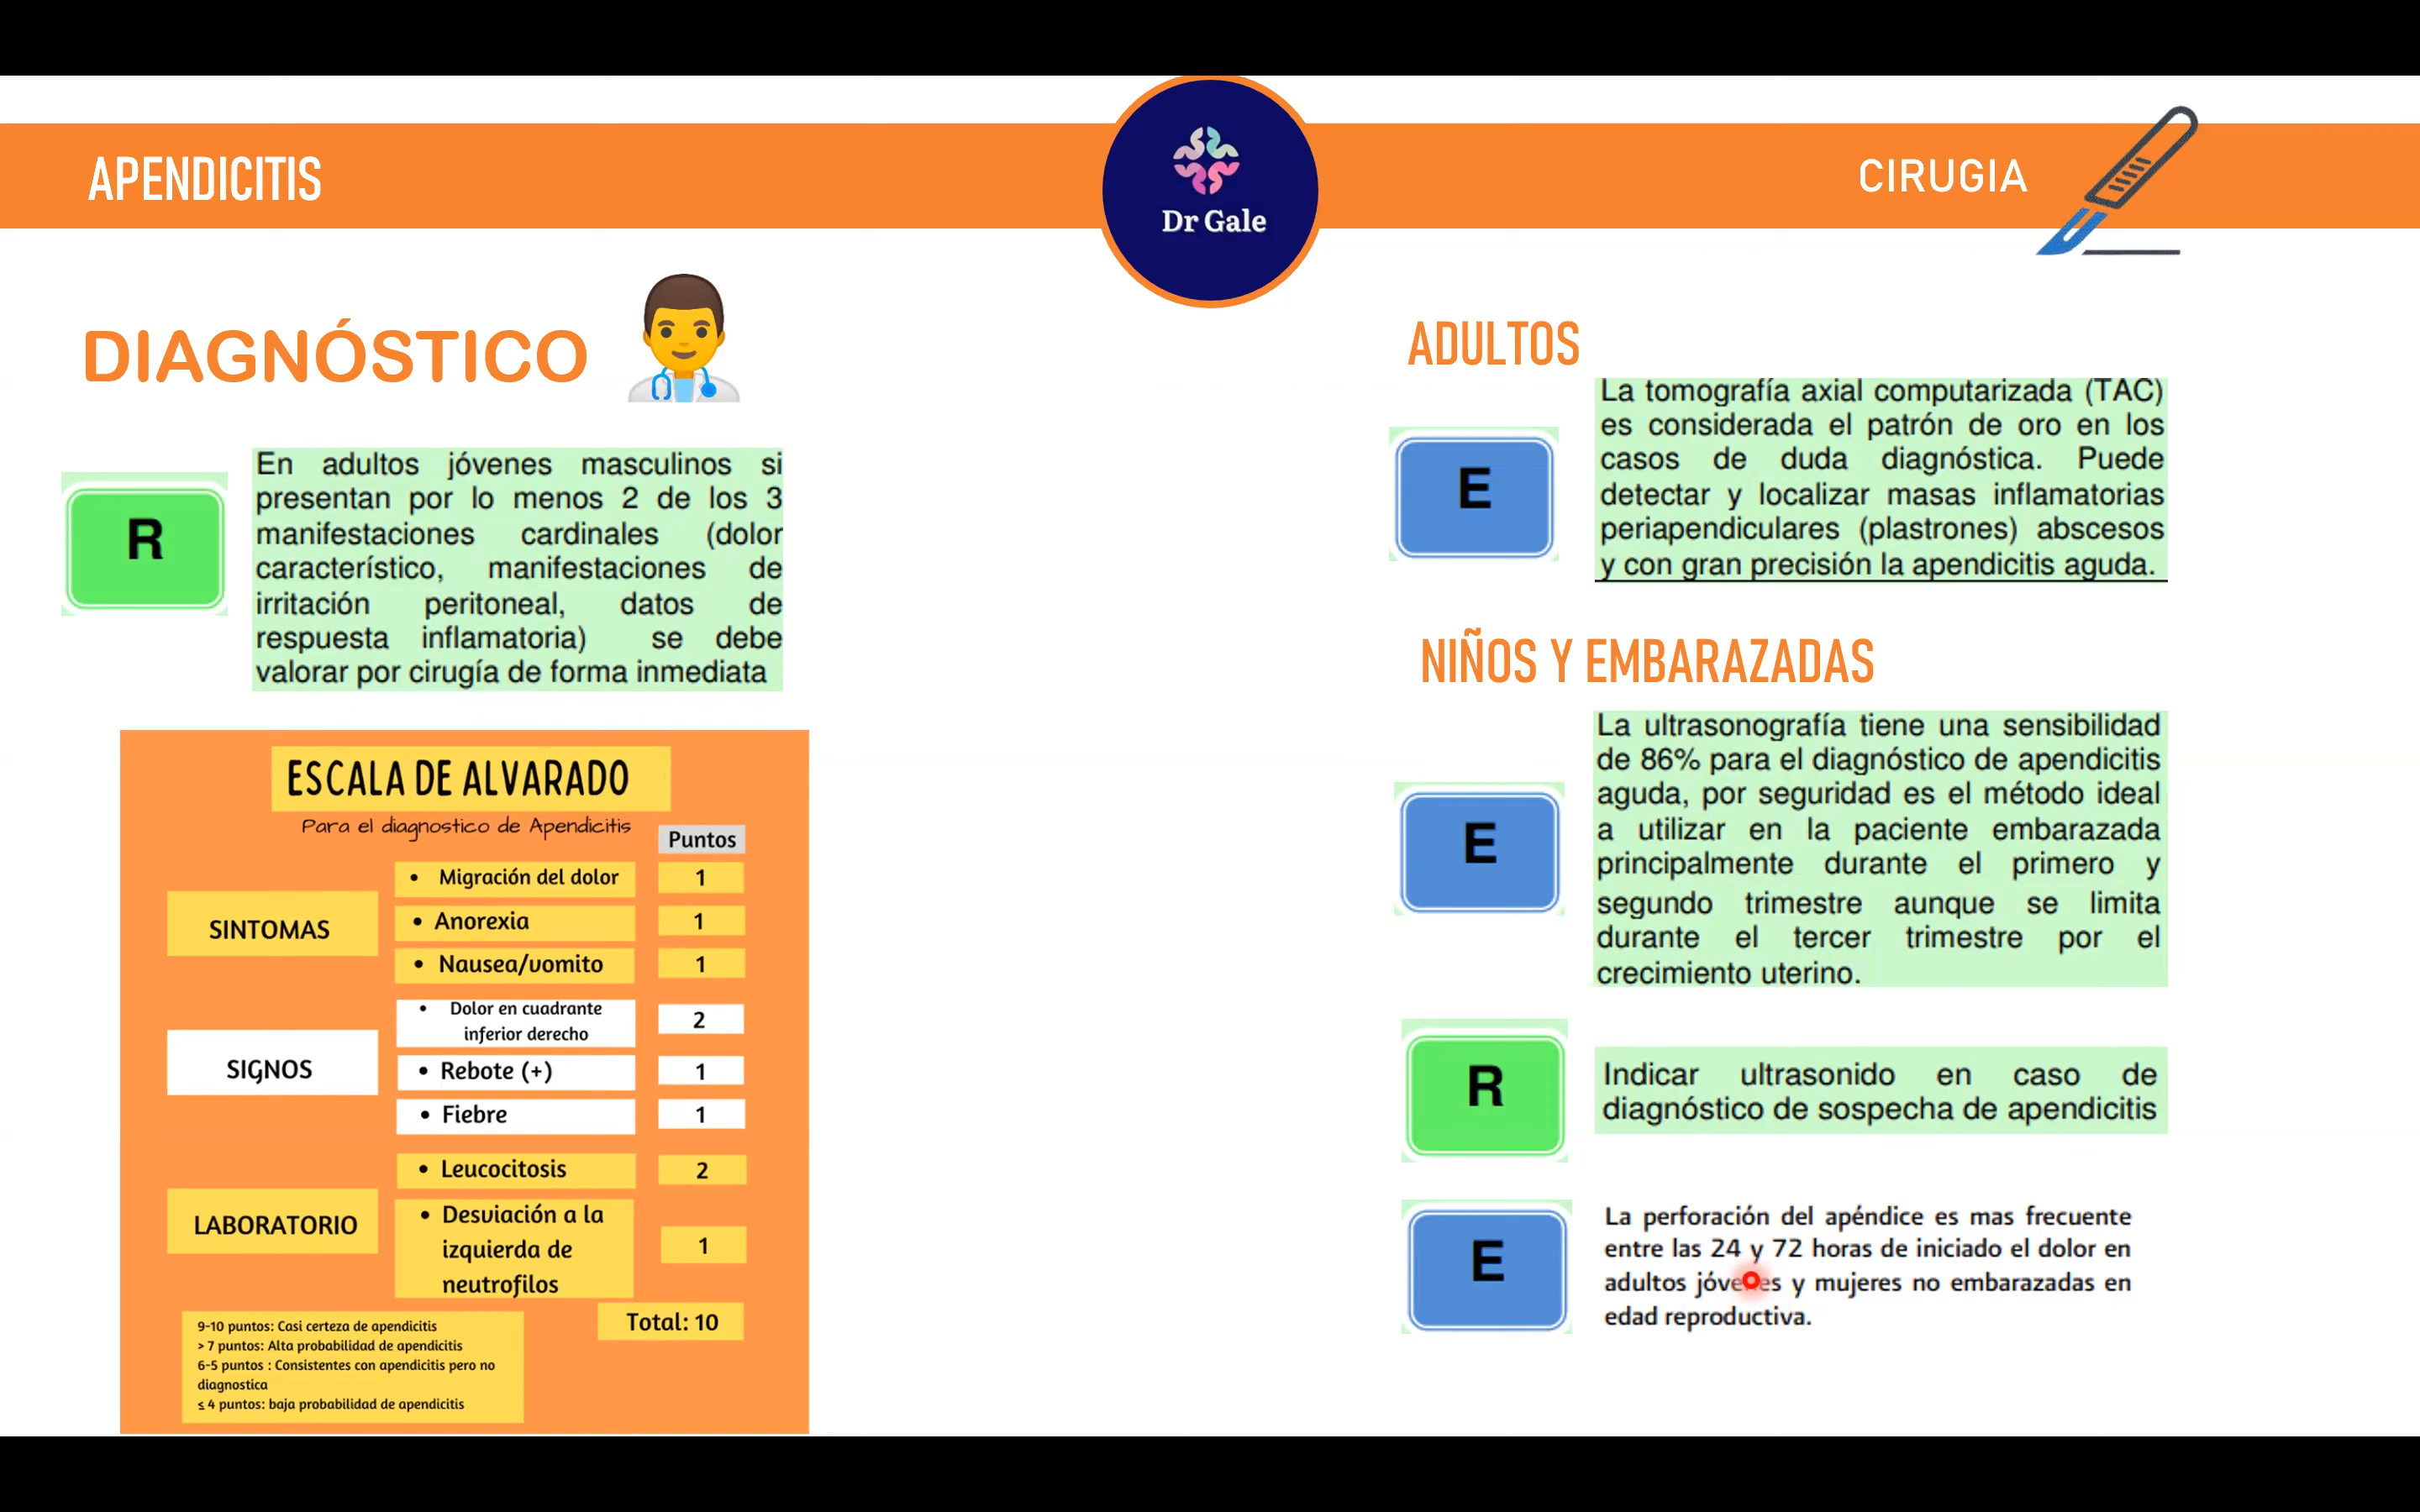 APENDICITIS
Dr Gale
CIRUGIA
DIAGNÓSTICO
R
En adultos jóvenes masculinos si
presentan por lo menos 2 de los 3
manifestaciones cardinales (dolor
característico, manifestaciones de
irritación peritoneal, datos de
respuesta inflamatoria) se debe
valorar por cirugía de forma inmediata
ESCALA DE ALVARADO
Para el diagnostico de Apendicitis
Puntos
SINTOMAS
• Migración del dolor 1
• Anorexia 1
• Nausea/vomito 1
SIGNOS
• Dolor en cuadrante
inferior derecho
2
• Rebote (+) 1
• Fiebre 1
LABORATORIO
• Leucocitosis 2
• Desviación a la
izquierda de
neutrofilos
1
Total: 10
9-10 puntos: Casi certeza de apendicitis
> 7 puntos: Alta probabilidad de apendicitis
6-5 puntos : Consistentes con apendicitis pero no
diagnostica
≤ 4 puntos: baja probabilidad de apendicitis
ADULTOS
E
La tomografía axial computarizada (TAC)
es considerada el patrón de oro en los
casos de duda diagnóstica. Puede
detectar y localizar masas inflamatorias
periapendiculares (plastrones) abscesos
y con gran precisión la apendicitis aguda.
NIÑOS Y EMBARAZADAS
E
La ultrasonografía tiene una sensibilidad
de 86% para el diagnóstico de apendicitis
aguda, por seguridad es el método ideal
a utilizar en la paciente embarazada
principalmente durante el primero y
segundo trimestre aunque se limita
durante el tercer trimestre por el
crecimiento uterino.
R
Indicar ultrasonido en caso de
diagnóstico de sospecha de apendicitis
E
La perforación del apéndice es mas frecuente
entre las 24 y 72 horas de iniciado el dolor en
adultos jóvenes y mujeres no embarazadas en
edad reproductiva.